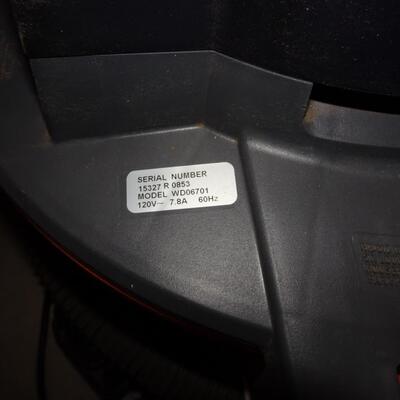 SERIAL NUMBER
15327 R 0853
MODEL WD06701
120V~ 7.8A 60Hz